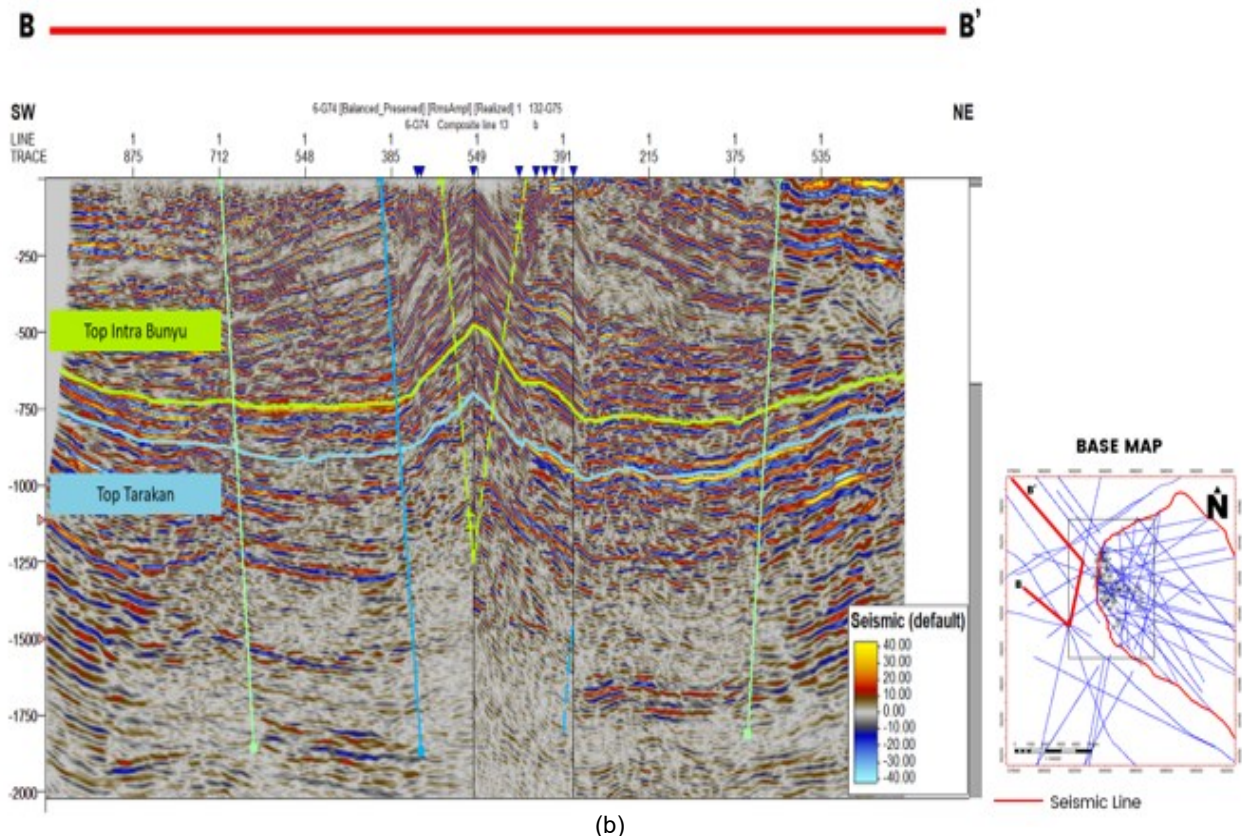 B B'
6-G74 [Balanced_Preserved] [RmsAmpl] [Realized] 1 132-G75
SW NE
6-G74 Composite line 13 b
LINE 1 1 1 1 1 1 1 1 1
TRACE 875 712 548 385 549 391 215 375 535
-250
-500
Top Intra Bunyu
-750
-1000
Top Tarakan
-1250
-1500
-1750
-2000
Seismic (default)
40.00
30.00
20.00
10.00
0.00
-10.00
-20.00
-30.00
-40.00
BASE MAP
B'
N
B
Seismic Line
(b)